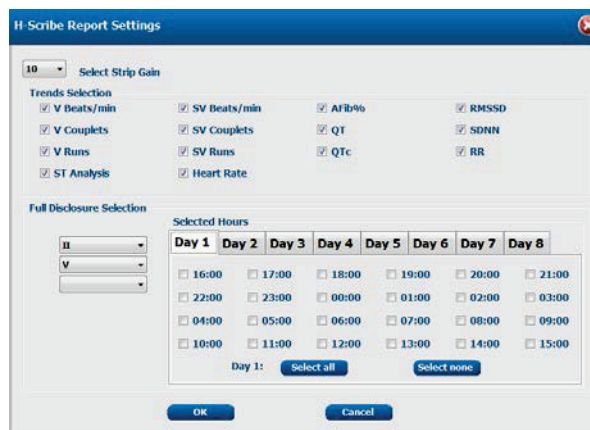 H-Scribe Report Settings
10 Select Strip Gain
Trends Selection
V Beats/min SV Beats/min AFib% RMSSD
V Couplets SV Couplets QT SDNN
V Runs SV Runs QTc RR
ST Analysis Heart Rate
Full Disclosure Selection
Selected Hours
II Day 1 Day 2 Day 3 Day 4 Day 5 Day 6 Day 7 Day 8
V
16:00 17:00 18:00 19:00 20:00 21:00
22:00 23:00 00:00 01:00 02:00 03:00
04:00 05:00 06:00 07:00 08:00 09:00
10:00 11:00 12:00 13:00 14:00 15:00
Day 1: Select all Select none
OK Cancel